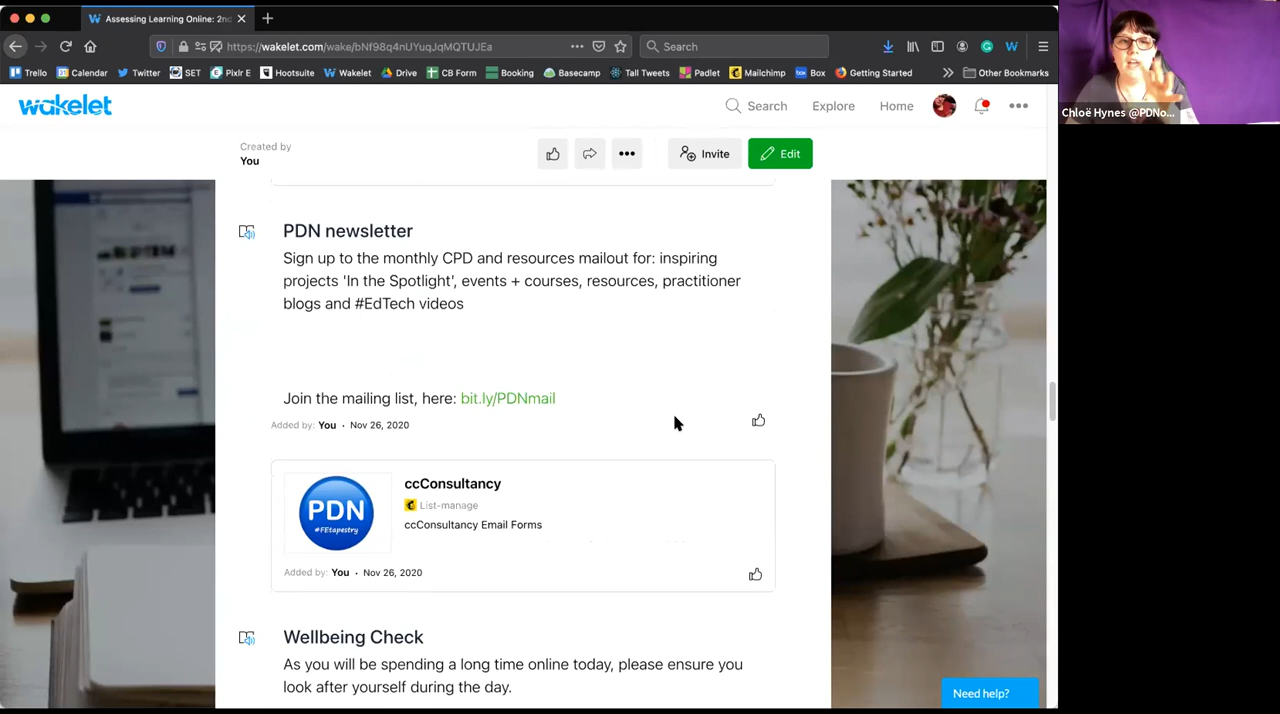 Assessing Learning Online: 2nd
https://wakelet.com/wake/bNf98q4nUYuqJqMQTUJEa
Search
Trello Calendar Twitter SET Pixlr E Hootsuite Wakelet Drive CB Form Booking Basecamp Tall Tweets Padlet Mailchimp Box Getting Started Other Bookmarks
Chloë Hynes @PDNo...
wakelet
Search Explore Home
Created by
You
Invite Edit
PDN newsletter
Sign up to the monthly CPD and resources mailout for: inspiring
projects 'In the Spotlight', events + courses, resources, practitioner
blogs and #EdTech videos
Join the mailing list, here: bit.ly/PDNmail
Added by: You · Nov 26, 2020
PDN
#FEtapestry
ccConsultancy
List-manage
ccConsultancy Email Forms
Added by: You · Nov 26, 2020
Wellbeing Check
As you will be spending a long time online today, please ensure you
look after yourself during the day.
Need help?